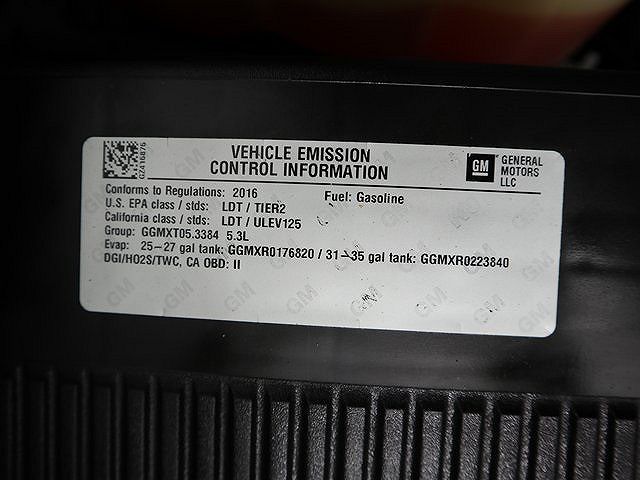 GZ416876
VEHICLE EMISSION
CONTROL INFORMATION
GM
GENERAL
MOTORS
LLC
Conforms to Regulations: 2016 Fuel: Gasoline
U.S. EPA class / stds: LDT / TIER2
California class / stds: LDT / ULEV125
Group: GGMXT05.3384 5.3L
Evap: 25-27 gal tank: GGMXR0176820 / 31-35 gal tank: GGMXR0223840
DGI/HO2S/TWC, CA OBD: II